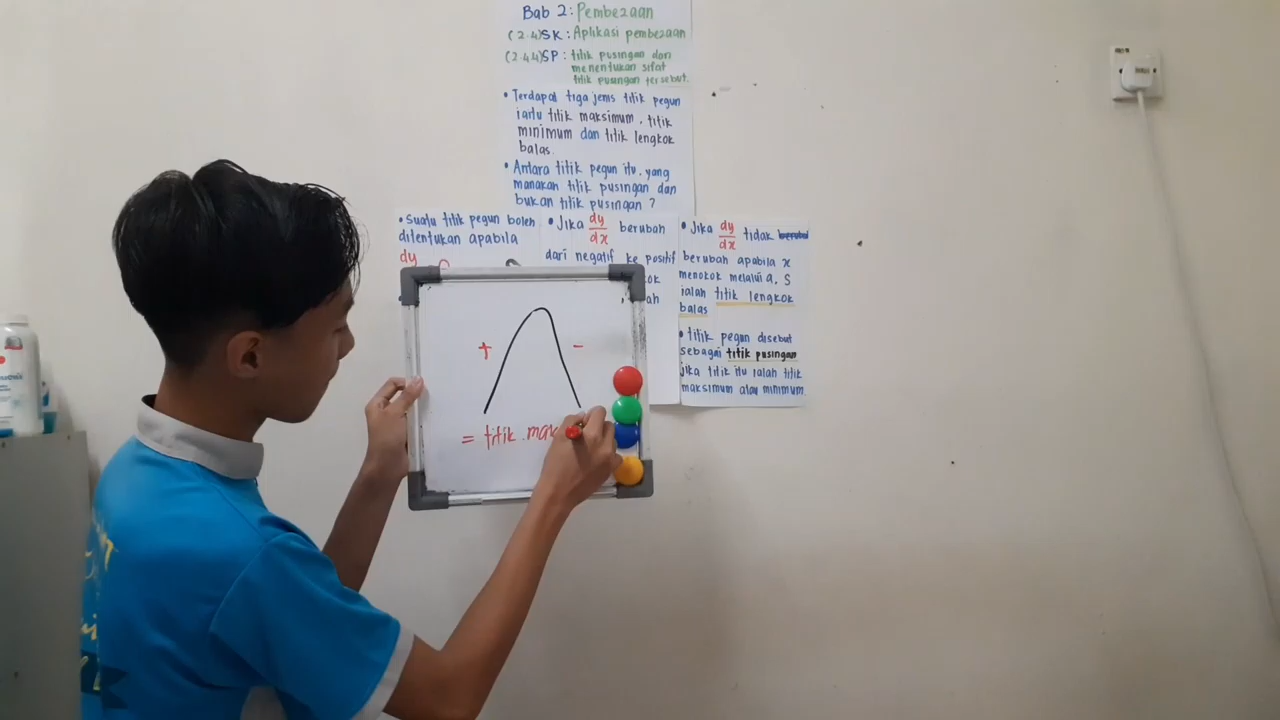 Bab 2: Pembezaan
(2.4)SK: Aplikasi pembezaan
(2.4.4)SP: titik pusingan dan
menentukan sifat
titik pusingan tersebut.
• Terdapat tiga jenis titik pegun
iaitu titik maksimum, titik
minimum dan titik lengkok
balas.
• Antara titik pegun itu, yang
manakah titik pusingan dan
bukan titik pusingan?
• Suatu titik pegun boleh
ditentukan apabila
dy
• Jika dy/dx berubah
dari negatif ke positif
• Jika dy/dx tidak
berubah apabila x
menokok melalui a, S
ialah titik lengkok
balas
• titik pegun disebut
sebagai titik pusingan
jika titik itu ialah titik
maksimum atau minimum.
+ -
= titik